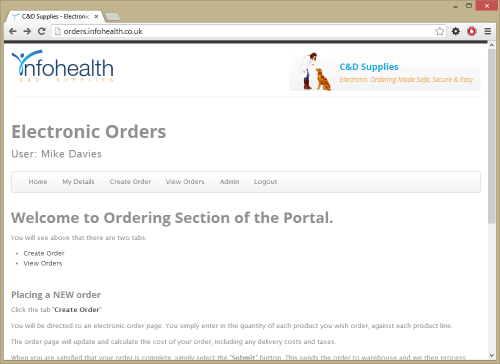 C&D Supplies - Electronic
orders.infohealth.co.uk
infohealth
C & D SUPPLIES
C&D Supplies
Electronic Ordering Made Safe, Secure & Easy
Electronic Orders
User: Mike Davies
Home My Details Create Order View Orders Admin Logout
Welcome to Ordering Section of the Portal.
You will see above that there are two tabs:
Create Order
View Orders
Placing a NEW order
Click the tab "Create Order"
You will be directed to an electronic order page. You simply enter in the quantity of each product you wish order, against each product line.
The order page will update and calculate the cost of your order, including any delivery costs and taxes.
When you are satisfied that your order is complete, simply select the "Submit" button. This sends the order to warehouse and we then process